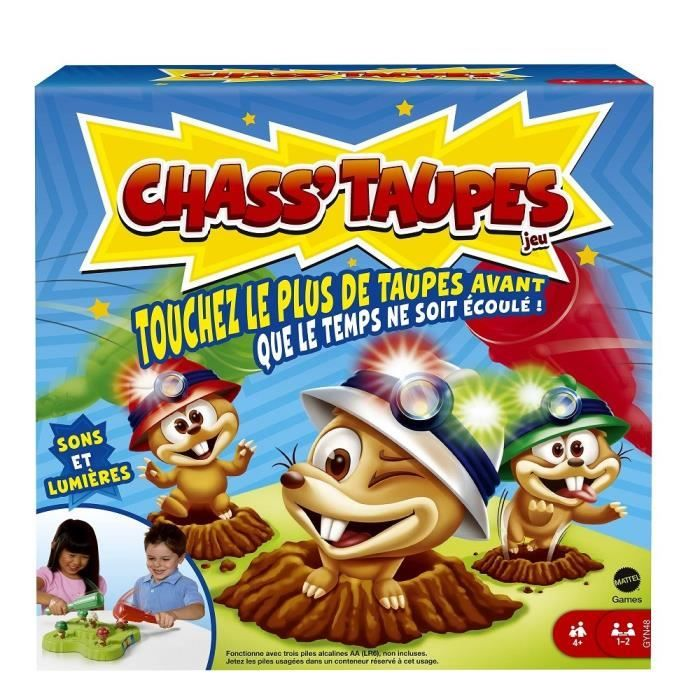 CHASS' TAUPES
CHASS' TAUPES
jeu
TOUCHEZ LE PLUS DE TAUPES AVANT
QUE LE TEMPS NE SOIT ÉCOULÉ !
SONS
ET
LUMIÈRES
MATTEL
Games
4+
1-2
GYN48
Fonctionne avec trois piles alcalines AA (LR6), non incluses.
Jetez les piles usagées dans un conteneur réservé à cet usage.